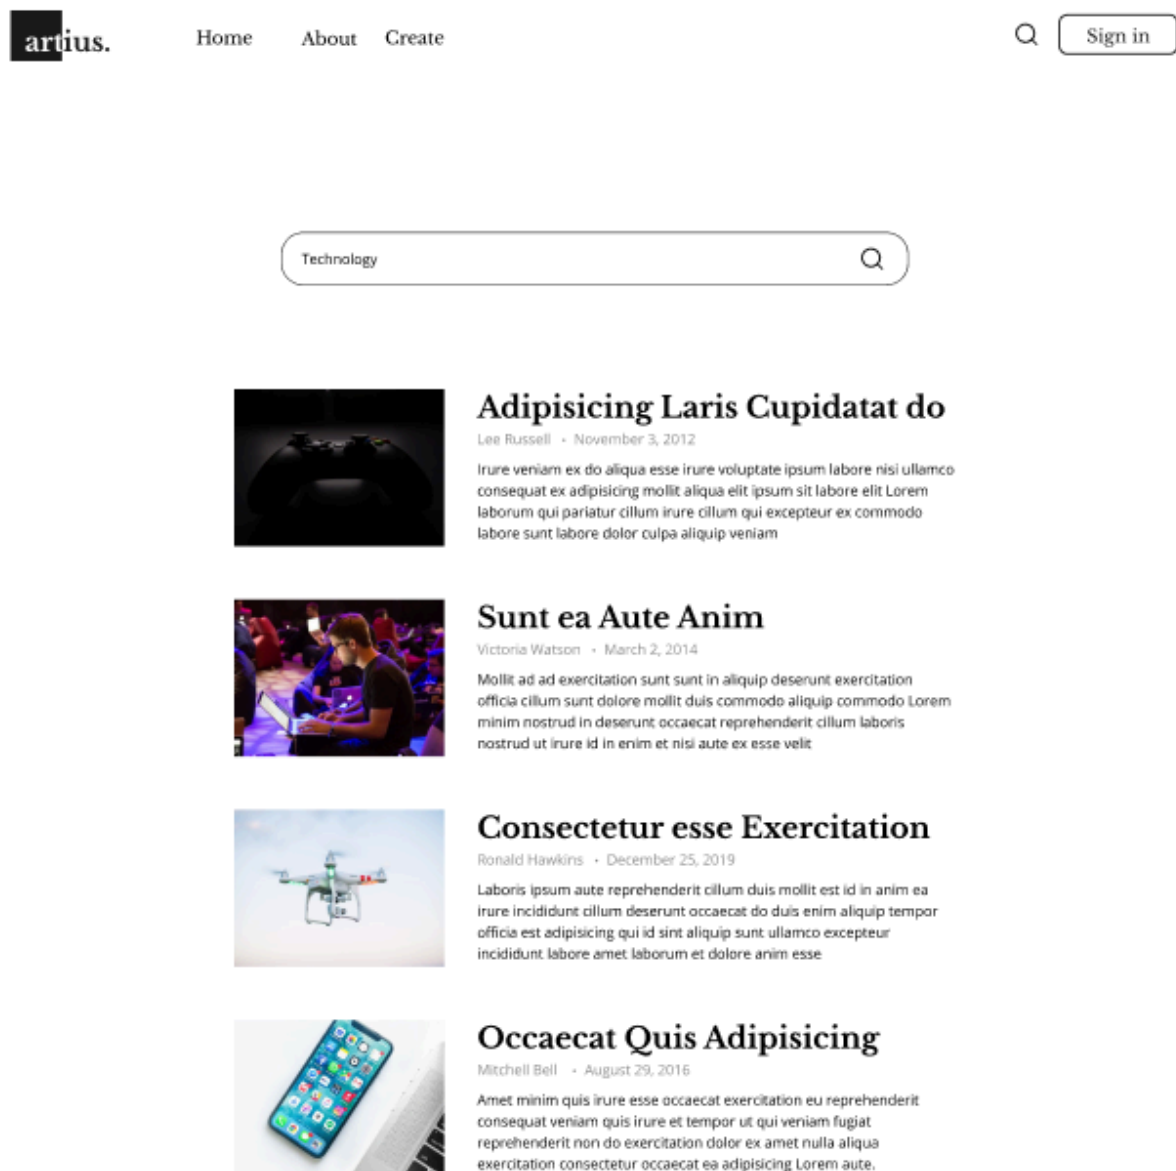 artius.
Home About Create
Sign in
Technology
Adipisicing Laris Cupidatat do
Lee Russell • November 3, 2012
Irure veniam ex do aliqua esse irure voluptate ipsum labore nisi ullamco
consequat ex adipisicing mollit aliqua elit ipsum sit labore elit Lorem
laborum qui pariatur cillum irure cillum qui excepteur ex commodo
labore sunt labore dolor culpa aliquip veniam
Sunt ea Aute Anim
Victoria Watson • March 2, 2014
Mollit ad ad exercitation sunt sunt in aliquip deserunt exercitation
officia cillum sunt dolore mollit duis commodo aliquip commodo Lorem
minim nostrud in deserunt occaecat reprehenderit cillum laboris
nostrud ut irure id in enim et nisi aute ex esse velit
Consectetur esse Exercitation
Ronald Hawkins • December 25, 2019
Laboris ipsum aute reprehenderit cillum duis mollit est id in anim ea
irure incididunt cillum deserunt occaecat do duis enim aliquip tempor
officia est adipisicing qui id sint aliquip sunt ullamco excepteur
incididunt labore amet laborum et dolore anim esse
Occaecat Quis Adipisicing
Mitchell Bell • August 29, 2016
Amet minim quis irure esse occaecat exercitation eu reprehenderit
consequat veniam quis irure et tempor ut qui veniam fugiat
reprehenderit non do exercitation dolor ex amet nulla aliqua
exercitation consectetur occaecat ea adipisicing Lorem aute.